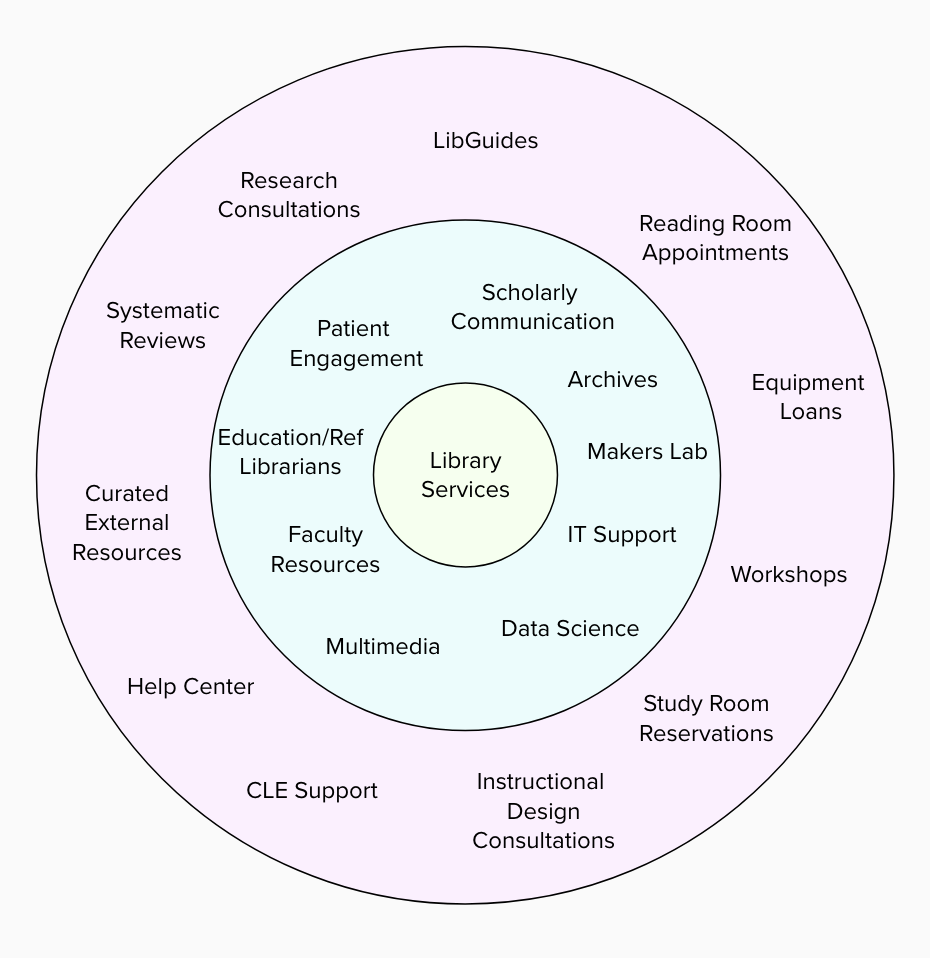 LibGuides
Research
Consultations
Reading Room
Appointments
Systematic
Reviews
Scholarly
Communication
Patient
Engagement
Archives
Equipment
Loans
Education/Ref
Librarians
Makers Lab
Library
Services
Curated
External
Resources
Faculty
Resources
IT Support
Workshops
Data Science
Multimedia
Help Center
Study Room
Reservations
CLE Support
Instructional
Design
Consultations